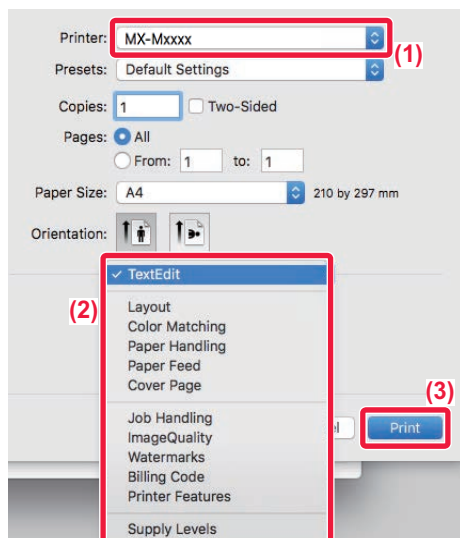 Printer: MX-Mxxxx
(1)
Presets: Default Settings
Copies: 1 Two-Sided
Pages: All
From: 1 to: 1
Paper Size: A4 210 by 297 mm
Orientation:
(2)
✓ TextEdit
Layout
Color Matching
Paper Handling
Paper Feed
Cover Page
(3)
Job Handling
el Print
ImageQuality
Watermarks
Billing Code
Printer Features
Supply Levels